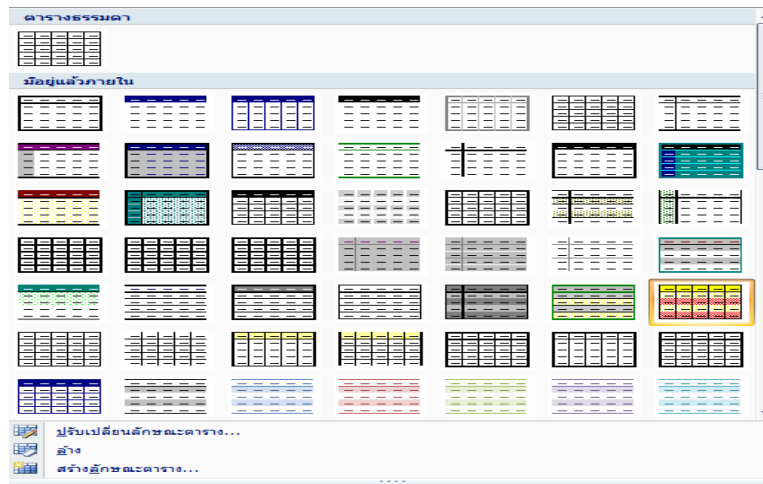 ตารางธรรมดา
มีอยู่แล้วภายใน
ปรับเปลี่ยนลักษณะตาราง...
ล้าง
สร้างลักษณะตาราง...